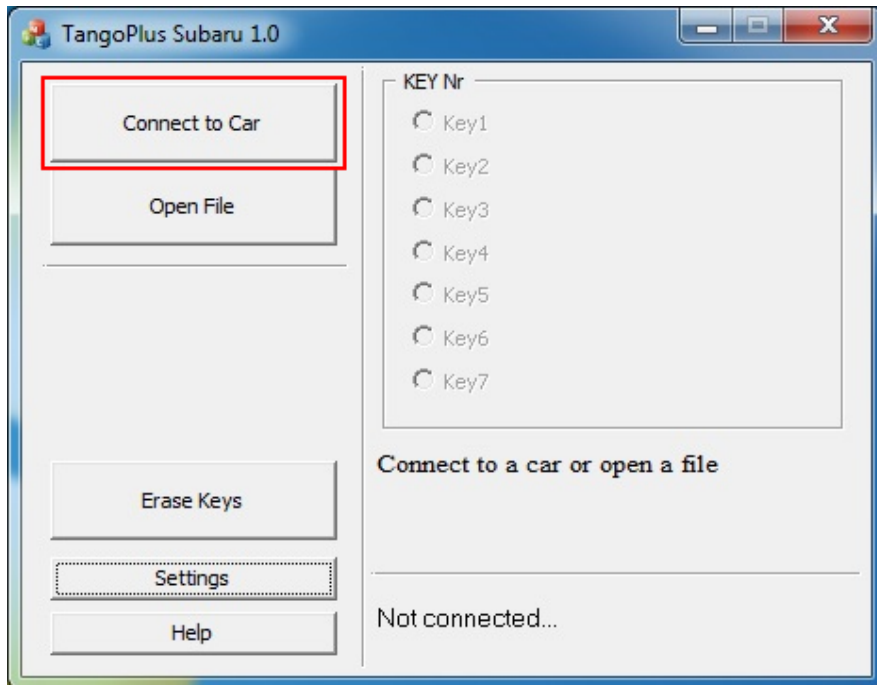 TangoPlus Subaru 1.0
Connect to Car
Open File
Erase Keys
Settings
Help
KEY Nr
Key1
Key2
Key3
Key4
Key5
Key6
Key7
Connect to a car or open a file
Not connected...